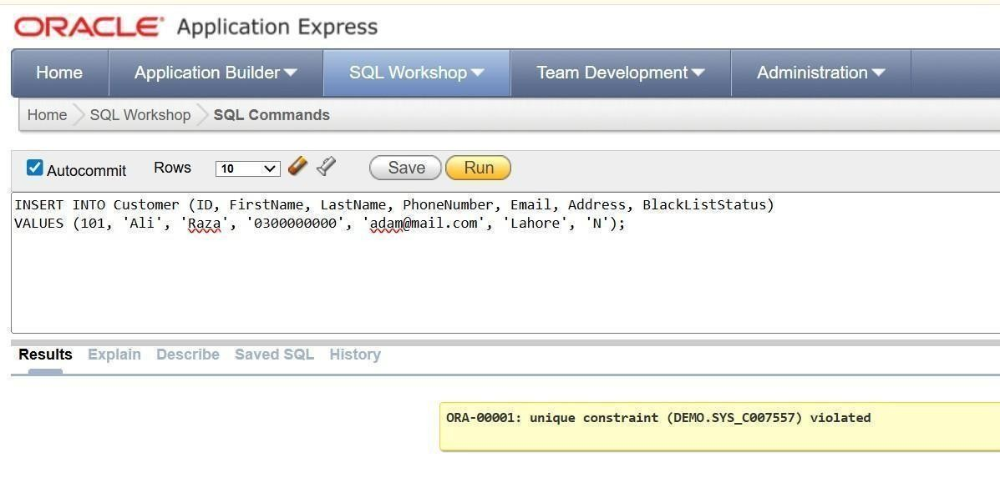 ORACLE® Application Express
Home Application Builder SQL Workshop Team Development Administration
Home SQL Workshop SQL Commands
Autocommit Rows 10 Save Run
INSERT INTO Customer (ID, FirstName, LastName, PhoneNumber, Email, Address, BlackListStatus)
VALUES (101, 'Ali', 'Raza', '0300000000', 'adam@mail.com', 'Lahore', 'N');
Results Explain Describe Saved SQL History
ORA-00001: unique constraint (DEMO.SYS_C007557) violated